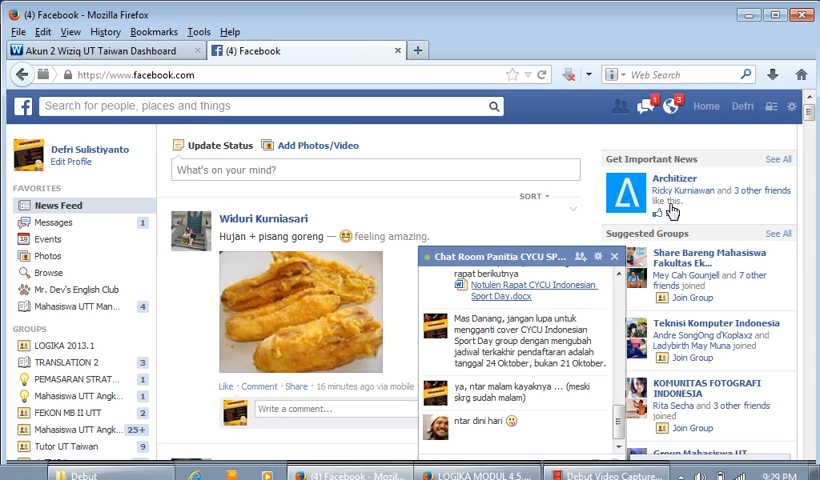 (4) Facebook - Mozilla Firefox
File Edit View History Bookmarks Tools Help
Akun 2 Wiziq UT Taiwan Dashboard
(4) Facebook
https://www.facebook.com
Web Search
Search for people, places and things
1
3
Home
Defri
Defri Sulistiyanto
Edit Profile
FAVORITES
News Feed
Messages 1
Events 19
Photos
Browse
Mr. Dev's English Club
Mahasiswa UTT Man...
GROUPS
LOGIKA 2013.1
TRANSLATION 2 3
PEMASARAN STRAT...
Mahasiswa UTT Angk...
FEKON MB II UTT 2
Mahasiswa UTT Angk... 25+
Tutor UT Taiwan 9
Update Status
Add Photos/Video
What's on your mind?
SORT
Widuri Kurniasari
Hujan + pisang goreng — feeling amazing.
Like · Comment · Share · 16 minutes ago via mobile
Write a comment...
Chat Room Panitia CYCU SP...
rapat berikutnya
Notulen Rapat CYCU Indonesian
Sport Day.docx
Mas Danang, jangan lupa untuk
mengganti cover CYCU Indonesian
Sport Day group dengan mengubah
jadwal terkakhir pendaftaran adalah
tanggal 24 Oktober, bukan 21 Oktober.
ya, ntar malam kayaknya ... (meski
skrg sudah malam)
ntar dini hari
Get Important News See All
Architizer
Ricky Kurniawan and 3 other friends
like this.
Suggested Groups See All
Share Bareng Mahasiswa
Fakultas Ek...
Mey Cah Gounjell and 7 other
friends joined
Join Group
Teknisi Komputer Indonesia
Andre SongOng d'Koplaxz and
Ladybirth May Muna joined
Join Group
KOMUNITAS FOTOGRAFI
INDONESIA
Rita Secha and 3 other friends
joined
Join Group
Group Mahasiswa UT
Debut
(4) Facebook - Mozil...
LOGIKA MODUL 4.5....
Debut Video Capture...
9:29 PM